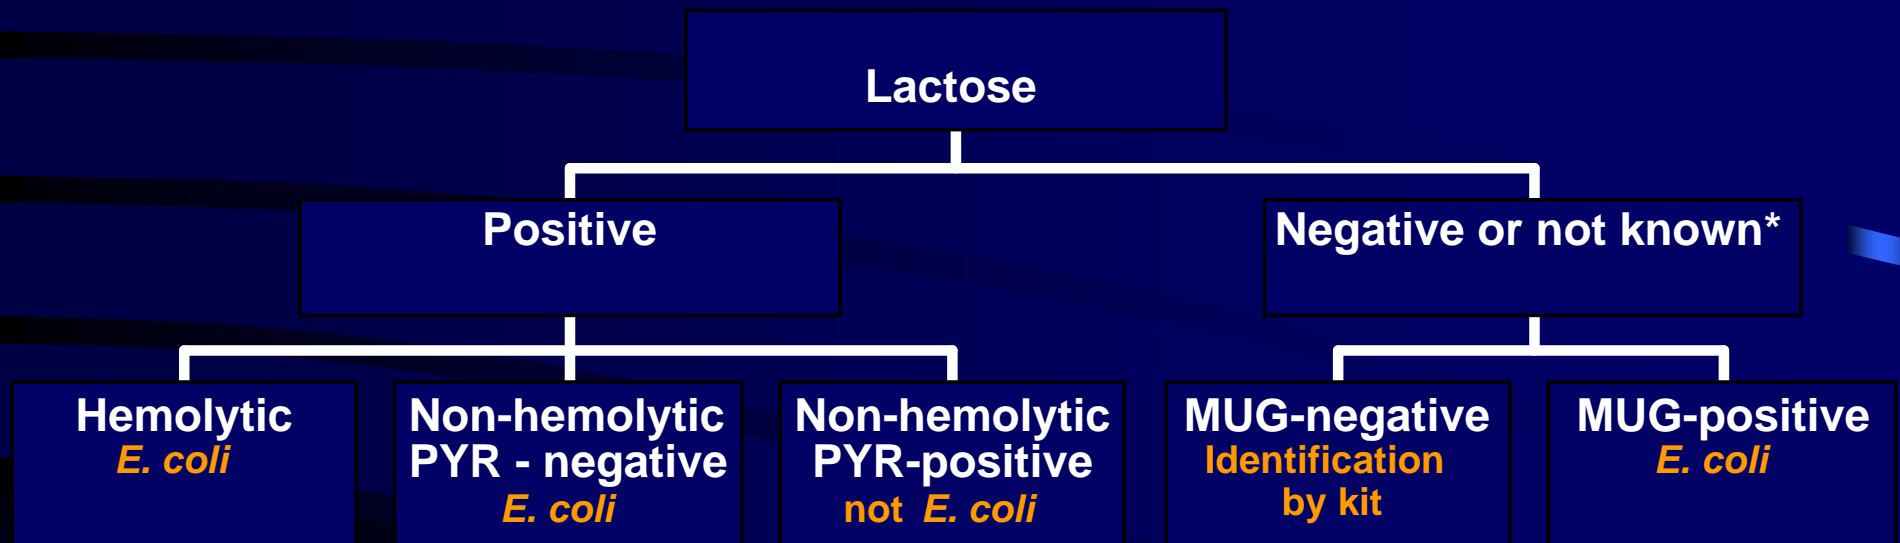 Lactose
Positive
Negative or not known*
Hemolytic
E. coli
Non-hemolytic
PYR - negative
E. coli
Non-hemolytic
PYR-positive
not E. coli
MUG-negative
Identification
by kit
MUG-positive
E. coli